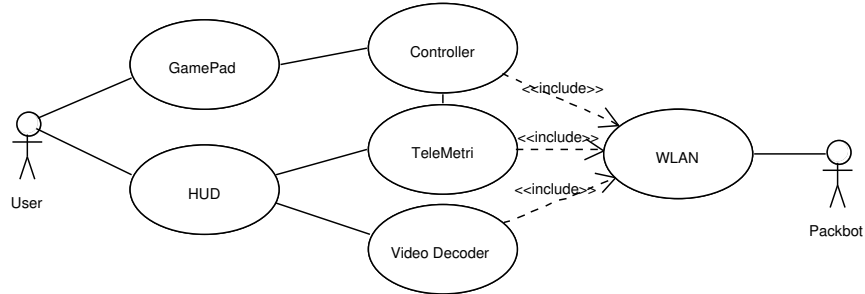 Controller
GamePad
<<include>>
<<include>>
TeleMetri
WLAN
<<include>>
HUD
User
Packbot
Video Decoder